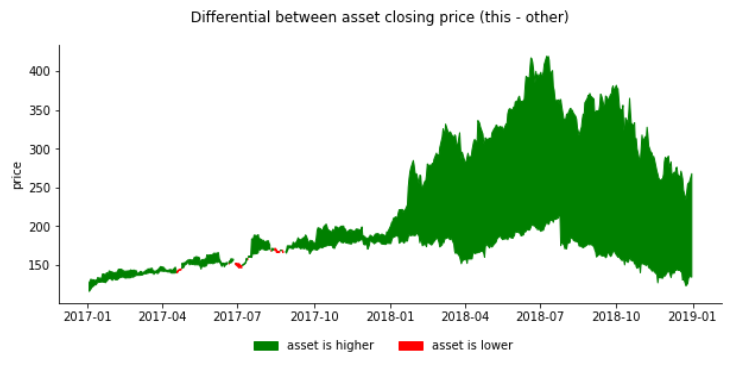 Differential between asset closing price (this - other)
400
350
300
250
200
150
price
2017-01 2017-04 2017-07 2017-10 2018-01 2018-04 2018-07 2018-10 2019-01
asset is higher asset is lower